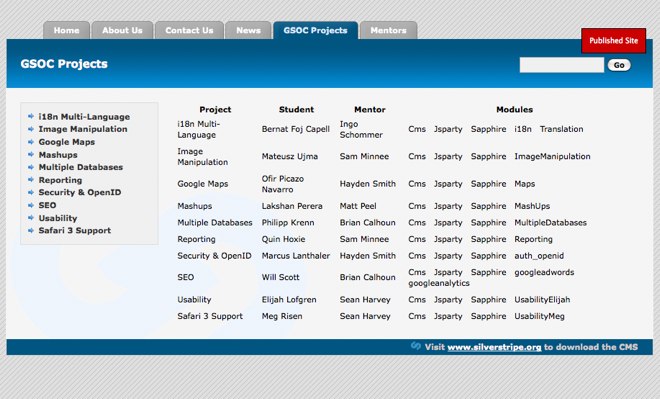 Home About Us Contact Us News GSOC Projects Mentors
Published Site
GSOC Projects
Go
i18n Multi-Language
Image Manipulation
Google Maps
Mashups
Multiple Databases
Reporting
Security & OpenID
SEO
Usability
Safari 3 Support
Project Student Mentor Modules
i18n Multi-
Language Bernat Foj Capell Ingo
Schommer Cms Jsparty Sapphire i18n Translation
Image
Manipulation Mateusz Ujma Sam Minnee Cms Jsparty Sapphire ImageManipulation
Google Maps Ofir Picazo
Navarro Hayden Smith Cms Jsparty Sapphire Maps
Mashups Lakshan Perera Matt Peel Cms Jsparty Sapphire MashUps
Multiple Databases Philipp Krenn Brian Calhoun Cms Jsparty Sapphire MultipleDatabases
Reporting Quin Hoxie Sam Minnee Cms Jsparty Sapphire Reporting
Security & OpenID Marcus Lanthaler Hayden Smith Cms Jsparty Sapphire auth_openid
SEO Will Scott Brian Calhoun Cms Jsparty Sapphire googleadwords
googleanalytics
Usability Elijah Lofgren Sean Harvey Cms Jsparty Sapphire UsabilityElijah
Safari 3 Support Meg Risen Sean Harvey Cms Jsparty Sapphire UsabilityMeg
Visit www.silverstripe.org to download the CMS